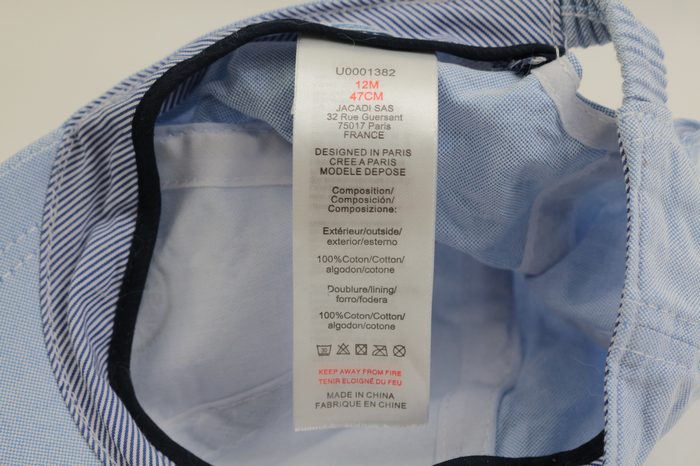 U0001382
12M
47CM
JACADI SAS
32 Rue Guersant
75017 Paris
FRANCE
DESIGNED IN PARIS
CREE A PARIS
MODELE DEPOSE
Composition/
Composición/
Composizione:
Extérieur/outside/
exterior/esterno
100%Coton/Cotton/
algodon/cotone
Doublure/lining/
forro/fodera
100%Coton/Cotton/
algodon/cotone
KEEP AWAY FROM FIRE
TENIR ELOIGNÉ DU FEU
MADE IN CHINA
FABRIQUE EN CHINE